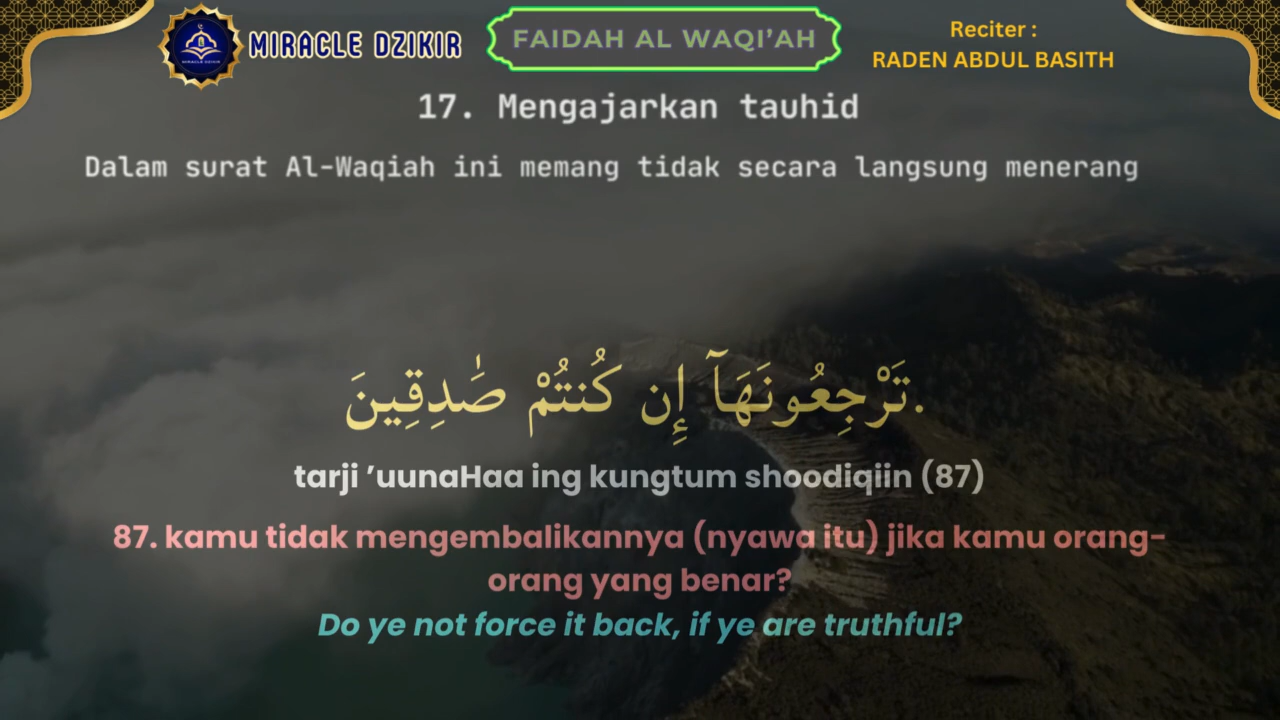 MIRACLE DZIKIR
FAIDAH AL WAQI’AH
Reciter :
RADEN ABDUL BASITH
17. Mengajarkan tauhid
Dalam surat Al-Waqiah ini memang tidak secara langsung menerang
تَرْجِعُونَهَآ إِن كُنتُمْ صَٰدِقِينَ.
tarji ’uunaHaa ing kungtum shoodiqiin (87)
87. kamu tidak mengembalikannya (nyawa itu) jika kamu orang-
orang yang benar?
Do ye not force it back, if ye are truthful?